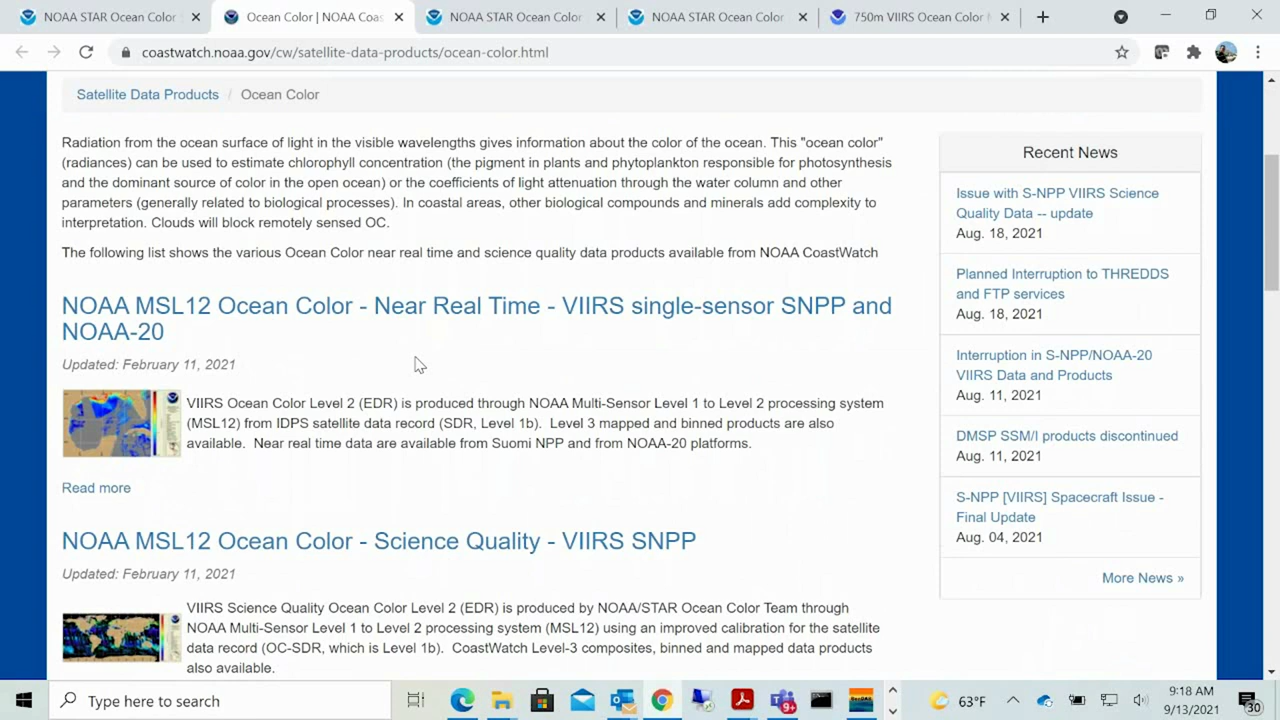 NOAA STAR Ocean Color
Ocean Color | NOAA Coas
NOAA STAR Ocean Color
NOAA STAR Ocean Color
750m VIIRS Ocean Color
coastwatch.noaa.gov/cw/satellite-data-products/ocean-color.html
Satellite Data Products / Ocean Color
Radiation from the ocean surface of light in the visible wavelengths gives information about the color of the ocean. This "ocean color"
(radiances) can be used to estimate chlorophyll concentration (the pigment in plants and phytoplankton responsible for photosynthesis
and the dominant source of color in the open ocean) or the coefficients of light attenuation through the water column and other
parameters (generally related to biological processes). In coastal areas, other biological compounds and minerals add complexity to
interpretation. Clouds will block remotely sensed OC.
The following list shows the various Ocean Color near real time and science quality data products available from NOAA CoastWatch
NOAA MSL12 Ocean Color - Near Real Time - VIIRS single-sensor SNPP and
NOAA-20
Updated: February 11, 2021
VIIRS Ocean Color Level 2 (EDR) is produced through NOAA Multi-Sensor Level 1 to Level 2 processing system
(MSL12) from IDPS satellite data record (SDR, Level 1b). Level 3 mapped and binned products are also
available. Near real time data are available from Suomi NPP and from NOAA-20 platforms.
Read more
NOAA MSL12 Ocean Color - Science Quality - VIIRS SNPP
Updated: February 11, 2021
VIIRS Science Quality Ocean Color Level 2 (EDR) is produced by NOAA/STAR Ocean Color Team through
NOAA Multi-Sensor Level 1 to Level 2 processing system (MSL12) using an improved calibration for the satellite
data record (OC-SDR, which is Level 1b). CoastWatch Level-3 composites, binned and mapped data products
also available.
Recent News
Issue with S-NPP VIIRS Science
Quality Data -- update
Aug. 18, 2021
Planned Interruption to THREDDS
and FTP services
Aug. 18, 2021
Interruption in S-NPP/NOAA-20
VIIRS Data and Products
Aug. 11, 2021
DMSP SSM/I products discontinued
Aug. 11, 2021
S-NPP [VIIRS] Spacecraft Issue -
Final Update
Aug. 04, 2021
More News »
Type here to search
9+
63°F
9:18 AM
9/13/2021
30